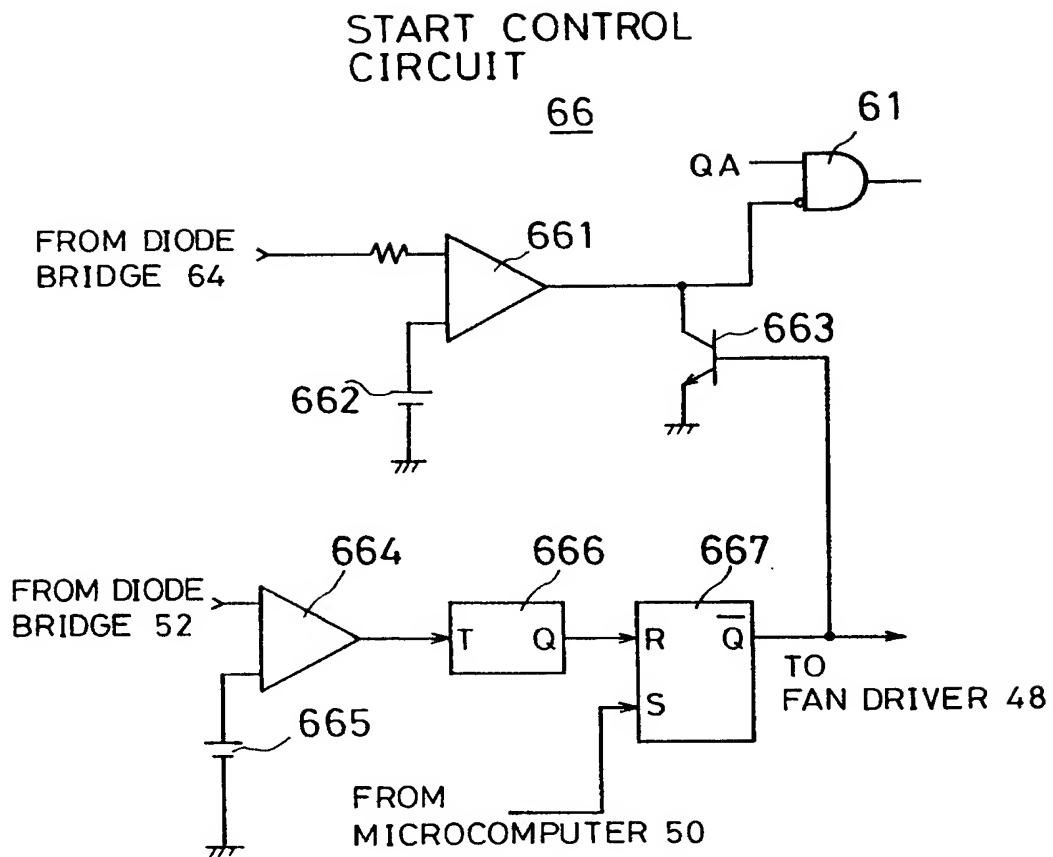 START CONTROL
CIRCUIT
66
61
QA
FROM DIODE
BRIDGE 64
661
663
662
664
666
667
FROM DIODE
BRIDGE 52
T Q
R Q̅
S
TO
FAN DRIVER 48
665
FROM
MICROCOMPUTER 50